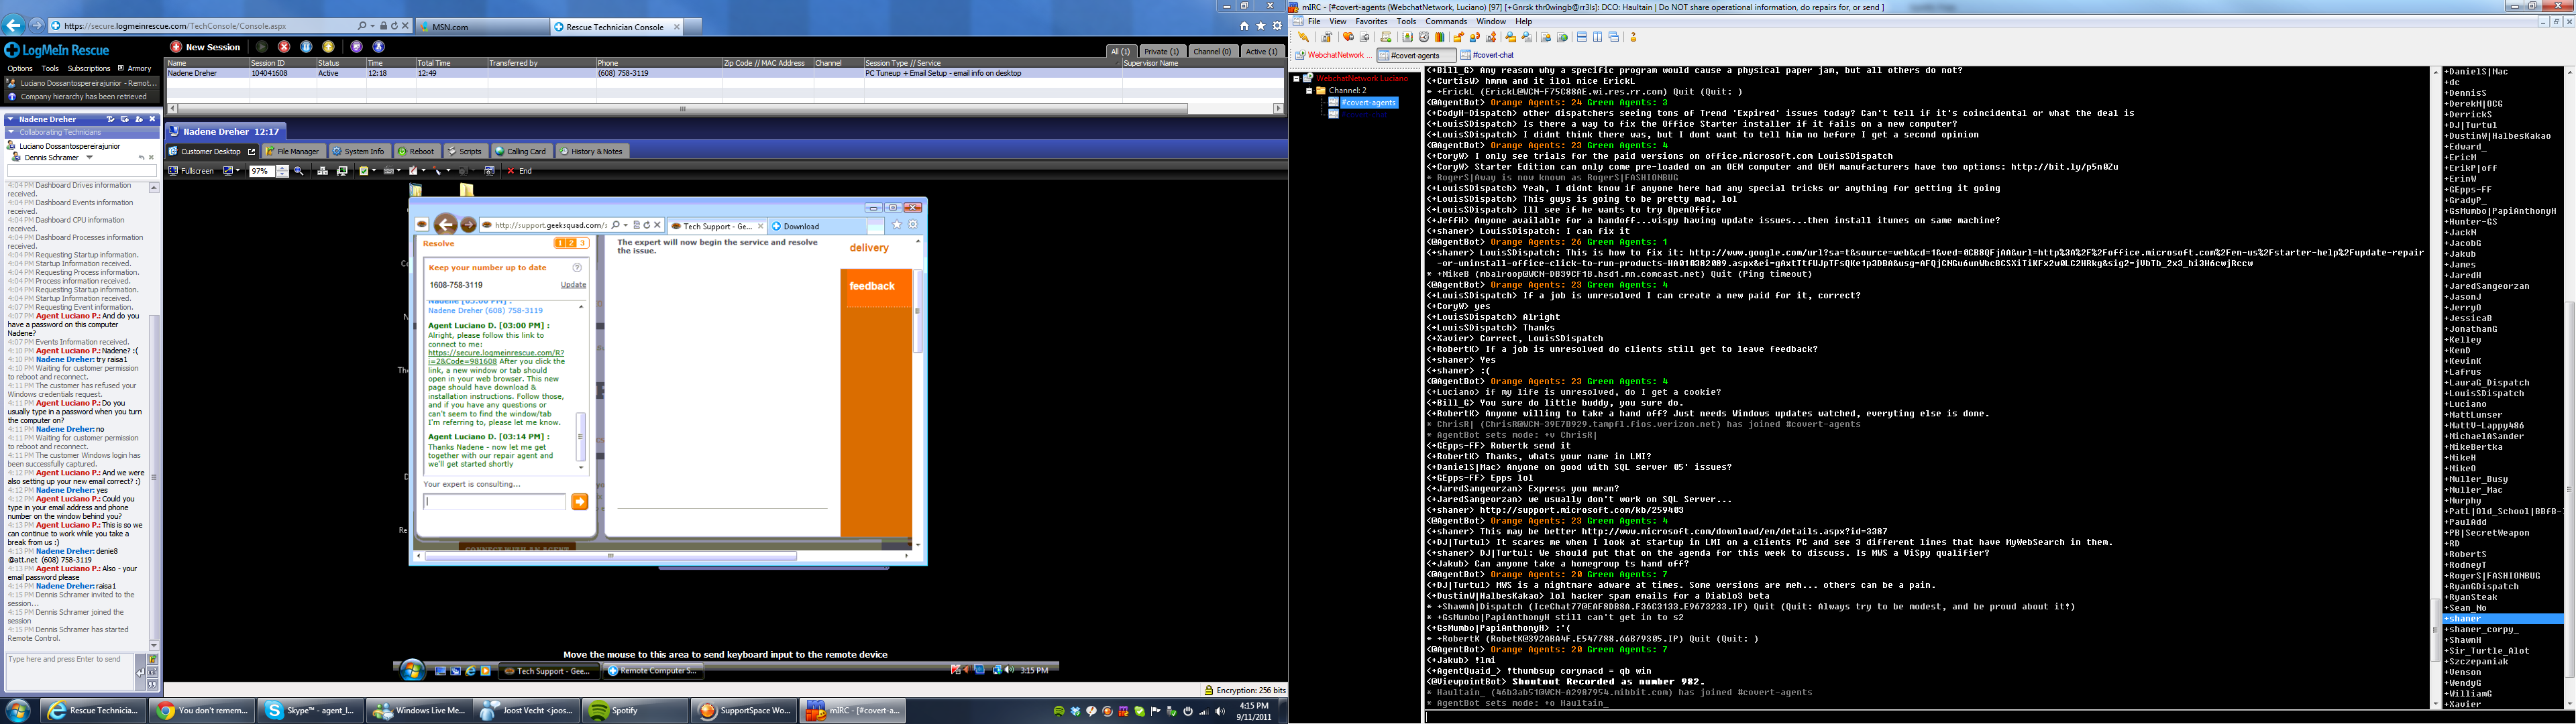 https://secure.logmeinrescue.com/TechConsole/Console.aspx
MSN.com
Rescue Technician Console
LogMeIn Rescue
Options Tools Subscriptions Armory
Luciano Dossantospereirajunior - Remot...
Company hierarchy has been retrieved
New Session
All (1) Private (1) Channel (0) Active (1)
Name Session ID Status Time Total Time Transferred by Phone Zip Code // MAC Address Channel Session Type // Service Supervisor Name
Nadene Dreher 104041608 Active 12:18 12:49 (608) 758-3119 PC Tuneup + Email Setup - email info on desktop
Nadene Dreher
Collaborating Technicians
Luciano Dossantospereirajunior
Dennis Schramer
4:04 PM Dashboard Drives information received.
4:04 PM Dashboard Events information received.
4:04 PM Dashboard CPU information received.
4:04 PM Dashboard Processes information received.
4:04 PM Requesting Startup information.
4:04 PM Startup Information received.
4:04 PM Requesting Process information.
4:04 PM Process information received.
4:04 PM Requesting Startup information.
4:04 PM Startup Information received.
4:07 PM Requesting Event information.
4:07 PM Agent Luciano P.: And do you have a password on this computer Nadene?
4:07 PM Events Information received.
4:10 PM Agent Luciano P.: Nadene? :(
4:10 PM Nadene Dreher: try raisa1
4:10 PM Waiting for customer permission to reboot and reconnect.
4:11 PM The customer has refused your Windows credentials request.
4:11 PM Agent Luciano P.: Do you usually type in a password when you turn the computer on?
4:11 PM Nadene Dreher: no
4:11 PM Waiting for customer permission to reboot and reconnect.
4:11 PM The customer Windows login has been successfully captured.
4:12 PM Agent Luciano P.: And we were also setting up your new email correct? :)
4:12 PM Nadene Dreher: yes
4:12 PM Agent Luciano P.: Could you type in your email address and phone number on the window behind you?
4:13 PM Agent Luciano P.: This is so we can continue to work while you take a break from us :)
4:13 PM Nadene Dreher: denie8@att.net (608) 758-3119
4:13 PM Agent Luciano P.: Also - your email password please
4:14 PM Nadene Dreher: raisa1
4:15 PM Dennis Schramer invited to the session...
4:15 PM Dennis Schramer joined the session
4:15 PM Dennis Schramer has started Remote Control.
Type here and press Enter to send
Nadene Dreher 12:17
Customer Desktop File Manager System Info Reboot Scripts Calling Card History & Notes
Fullscreen 97% End
http://support.geeksquad.com/s
Tech Support - Gee...
Download
Resolve
1 2 3
Keep your number up to date
1608-758-3119 Update
Nadene [03:00 PM] :
Nadene Dreher (608) 758-3119
Agent Luciano D. [03:00 PM] :
Alright, please follow this link to
connect to me:
https://secure.logmeinrescue.com/R?
i=2&Code=981608 After you click the
link, a new window or tab should
open in your web browser. This new
page should have download &
installation instructions. Follow those,
and if you have any questions or
can't seem to find the window/tab
I'm referring to, please let me know.
Agent Luciano D. [03:14 PM] :
Thanks Nadene - now let me get
together with our repair agent and
we'll get started shortly
Your expert is consulting...
The expert will now begin the service and resolve
the issue.
delivery
feedback
Move the mouse to this area to send keyboard input to the remote device
Tech Support - Gee...
Remote Computer S...
3:15 PM
Encryption: 256 bits
Rescue Technicia...
You don't remem...
Skype™ - agent_l...
Windows Live Me...
Joost Vecht <joos...
Spotify
SupportSpace Wo...
mIRC - [#covert-a...
4:15 PM
9/11/2011
mIRC - [#covert-agents (WebchatNetwork, Luciano) [97] [+Gnrsk thr0wingb@rr3ls]: DCO: Haultain | Do NOT share operational information, do repairs for, or send ]
File View Favorites Tools Commands Window Help
WebchatNetwork ... #covert-agents #covert-chat
WebchatNetwork Luciano
Channel: 2
#covert-agents
<+Bill_G> Any reason why a specific program would cause a physical paper jam, but all others do not?
<+CurtisW> hmmm and it ilol nice ErickL
* +ErickL (ErickL@WCN-F75C88AE.wi.res.rr.com) Quit (Quit: )
<@AgentBot> Orange Agents: 24 Green Agents: 3
<+CodyH-Dispatch> other dispatchers seeing tons of Trend 'Expired' issues today? Can't tell if it's coincidental or what the deal is
<+LouisSDispatch> Is there a way to fix the Office Starter installer if it fails on a new computer?
<+LouisSDispatch> I didnt think there was, but I dont want to tell him no before I get a second opinion
<@AgentBot> Orange Agents: 23 Green Agents: 4
<+CoryW> I only see trials for the paid versions on office.microsoft.com LouisSDispatch
<+CoryW> Starter Edition can only come pre-loaded on an OEM computer and OEM manufacturers have two options: http://bit.ly/p5n0Zu
* RogerS|Away is now known as RogerS|FASHIONBUG
<+LouisSDispatch> Yeah, I didnt know if anyone here had any special tricks or anything for getting it going
<+LouisSDispatch> This guys is going to be pretty mad, lol
<+LouisSDispatch> Ill see if he wants to try OpenOffice
<+JeffH> Anyone available for a handoff...vispy having update issues...then install itunes on same machine?
<+shaner> LouisSDispatch: I can fix it
<@AgentBot> Orange Agents: 26 Green Agents: 1
<+shaner> LouisSDispatch: This is how to fix it:
<+MikeB (mbalroop@WCN-DB39CF1B.hsd1.mn.comcast.net) Quit (Ping timeout)
<@AgentBot> Orange Agents: 23 Green Agents: 4
<+LouisSDispatch> If a job is unresolved I can create a new paid for it, correct?
<+CoryW> yes
<+LouisSDispatch> Alright
<+LouisSDispatch> Thanks
<+Xavier> Correct, LouisSDispatch
<+RobertK> If a job is unresolved do clients still get to leave feedback?
<+shaner> Yes
<+shaner> :(
<@AgentBot> Orange Agents: 23 Green Agents: 4
<+Luciano> if my life is unresolved, do I get a cookie?
<+Bill_G> You sure do little buddy, you sure do.
<+RobertK> Anyone willing to take a hand off? Just needs Windows updates watched, everyting else is done.
* ChrisR| (ChrisR@WCN-39E7B929.tampfl.fios.verizon.net) has joined #covert-agents
* AgentBot sets mode: +v ChrisR|
<+GEpps-FF> Robertk send it
<+RobertK> Thanks, whats your name in LMI?
<+DanielS|Mac> Anyone on good with SQL server 05' issues?
<+GEpps-FF> Epps lol
<+JaredSangeorzan> Express you mean?
<+JaredSangeorzan> we usually don't work on SQL Server...
<+shaner> http://support.microsoft.com/kb/259403
<@AgentBot> Orange Agents: 23 Green Agents: 4
<+shaner> This may be better http://www.microsoft.com/download/en/details.aspx?id=3387
<+DJ|Turtul> It scares me when I look at startup in LMI on a clients PC and see 3 different lines that have MyWebSearch in them.
<+shaner> DJ|Turtul: We should put that on the agenda for this week to discuss. Is MWS a ViSpy qualifier?
<+Jakub> Can anyone take a homegroup ts hand off?
<@AgentBot> Orange Agents: 20 Green Agents: 7
<+DJ|Turtul> MWS is a nightmare adware at times. Some versions are meh... others can be a pain.
<+DustinW|HalbesKakao> lol hacker spam emails for a Diablo3 beta
* +ShawnA|Dispatch (IceChat77@EAF8DB8A.F36C3133.E9673233.IP) Quit (Quit: Always try to be modest, and be proud about it!)
* +GsMumbo|PapiAnthonyH still can't get in to s2
<+GsMumbo|PapiAnthonyH> :'(
* +RobertK (RobetK@392ABA4F.E547788.66B79305.IP) Quit (Quit: )
<@AgentBot> Orange Agents: 20 Green Agents: 7
<+Jakub> !lmi
<+AgentQuaid_> !thumbsup corymacd = qb win
<@ViewpointBot> Shoutout Recorded as number 982.
* Haultain_ (46b3ab51@WCN-A2987954.mibbit.com) has joined #covert-agents
* AgentBot sets mode: +o Haultain_
+DanielS|Mac
+dc
+DennisS
+DerekM|OCG
+DerrickS
+DJ|Turtul
+DustinW|HalbesKakao
+Edward_
+EricM
+ErikP|off
+ErinW
+GEpps-FF
+GradyP_
+GsMumbo|PapiAnthonyH
+Hunter-GS
+JackN
+JacobG
+Jakub
+James
+JaredH
+JaredSangeorzan
+JasonJ
+JerryO
+JessicaB
+JonathanG
+Kelley
+KenD
+KevinK
+Lafrus
+LauraG_Dispatch
+LouisSDispatch
+Luciano
+MattLunser
+MattV-Lappy486
+MichaelASander
+MikeBertka
+MikeH
+MikeO
+Muller_Busy
+Muller_Mac
+Murphy
+PatL|Old_School|BBfB-
+PaulAdd
+PB|SecretWeapon
+RD
+RobertS
+RodneyT
+RogerS|FASHIONBUG
+RyanGDispatch
+RyanSteak
+Sean_No
+shaner
+shaner_corpy_
+ShawnH
+Sir_Turtle_Alot
+Szczepaniak
+Venson
+WendyG
+WilliamG
+Xavier